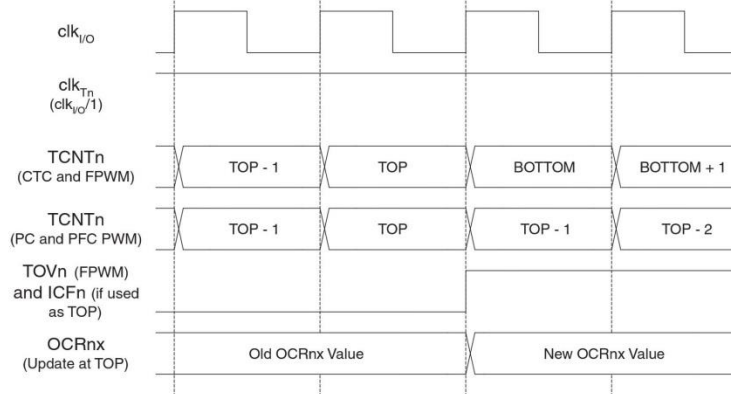 clkI/O
clkTn
(clkI/O/1)
TCNTn
(CTC and FPWM)
TOP - 1
TOP
BOTTOM
BOTTOM + 1
TCNTn
(PC and PFC PWM)
TOP - 1
TOP
TOP - 1
TOP - 2
TOVn (FPWM)
and ICFn (if used
as TOP)
OCRnx
(Update at TOP)
Old OCRnx Value
New OCRnx Value